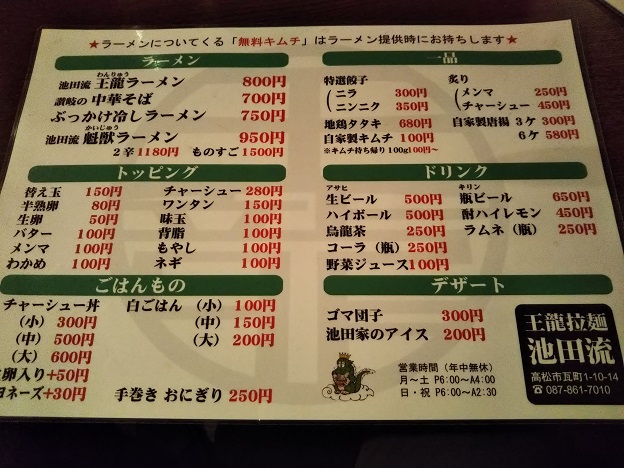 ★ラーメンについてくる「無料キムチ」はラーメン提供時にお持ちします★
ラーメン
わんりゅう
池田流 王龍ラーメン 800円
讃岐の 中華そば 700円
ぶっかけ冷しラーメン 750円
かいじゅう
池田流 魁獣ラーメン 950円
2辛1180円 ものすご1500円
トッピング
替え玉 150円 チャーシュー280円
半熟卵 80円 ワンタン 150円
生卵 50円 味玉 100円
バター 100円 背脂 100円
メンマ 100円 もやし 100円
わかめ 100円 ネギ 100円
ごはんもの
チャーシュー丼 白ごはん (小) 100円
(小) 300円 (中) 150円
(中) 500円 (大) 200円
(大) 600円
卵入り+50円
ネーズ+30円 手巻き おにぎり 250円
一品
特選餃子 炙り
ニラ 300円 メンマ 250円
ニンニク 350円 チャーシュー 450円
地鶏タタキ 680円 自家製唐揚 3ケ 300円
自家製キムチ 100円 6ケ 580円
※キムチ持ち帰り100g100円~
ドリンク
アサヒ キリン
生ビール 500円 瓶ビール 650円
ハイボール 500円 酎ハイレモン 450円
烏龍茶 250円 ラムネ(瓶) 250円
コーラ(瓶) 250円
野菜ジュース100円
デザート
ゴマ団子 300円
池田家のアイス 200円
営業時間(年中無休)
月~土 P6:00~A4:00
日・祝 P6:00~A2:30
王龍拉麺
池田流
高松市瓦町1-10-14
☎087-861-7010